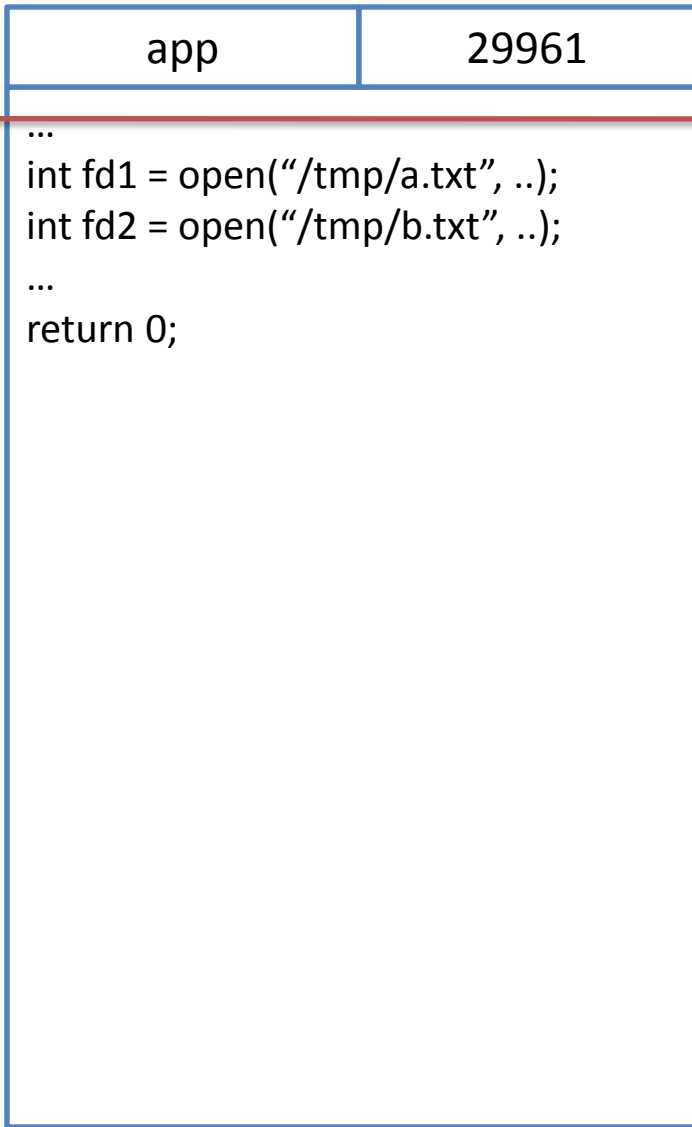 app 29961
…
int fd1 = open(“/tmp/a.txt”, ..);
int fd2 = open(“/tmp/b.txt”, ..);
…
return 0;